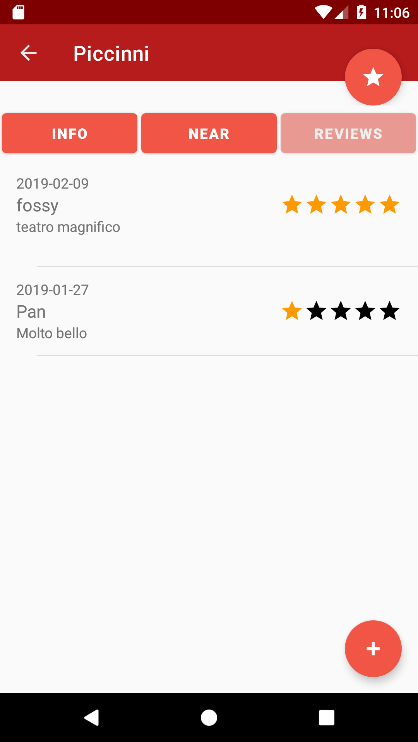 11:06
Piccinni
INFO
NEAR
REVIEWS
2019-02-09
fossy
teatro magnifico
2019-01-27
Pan
Molto bello